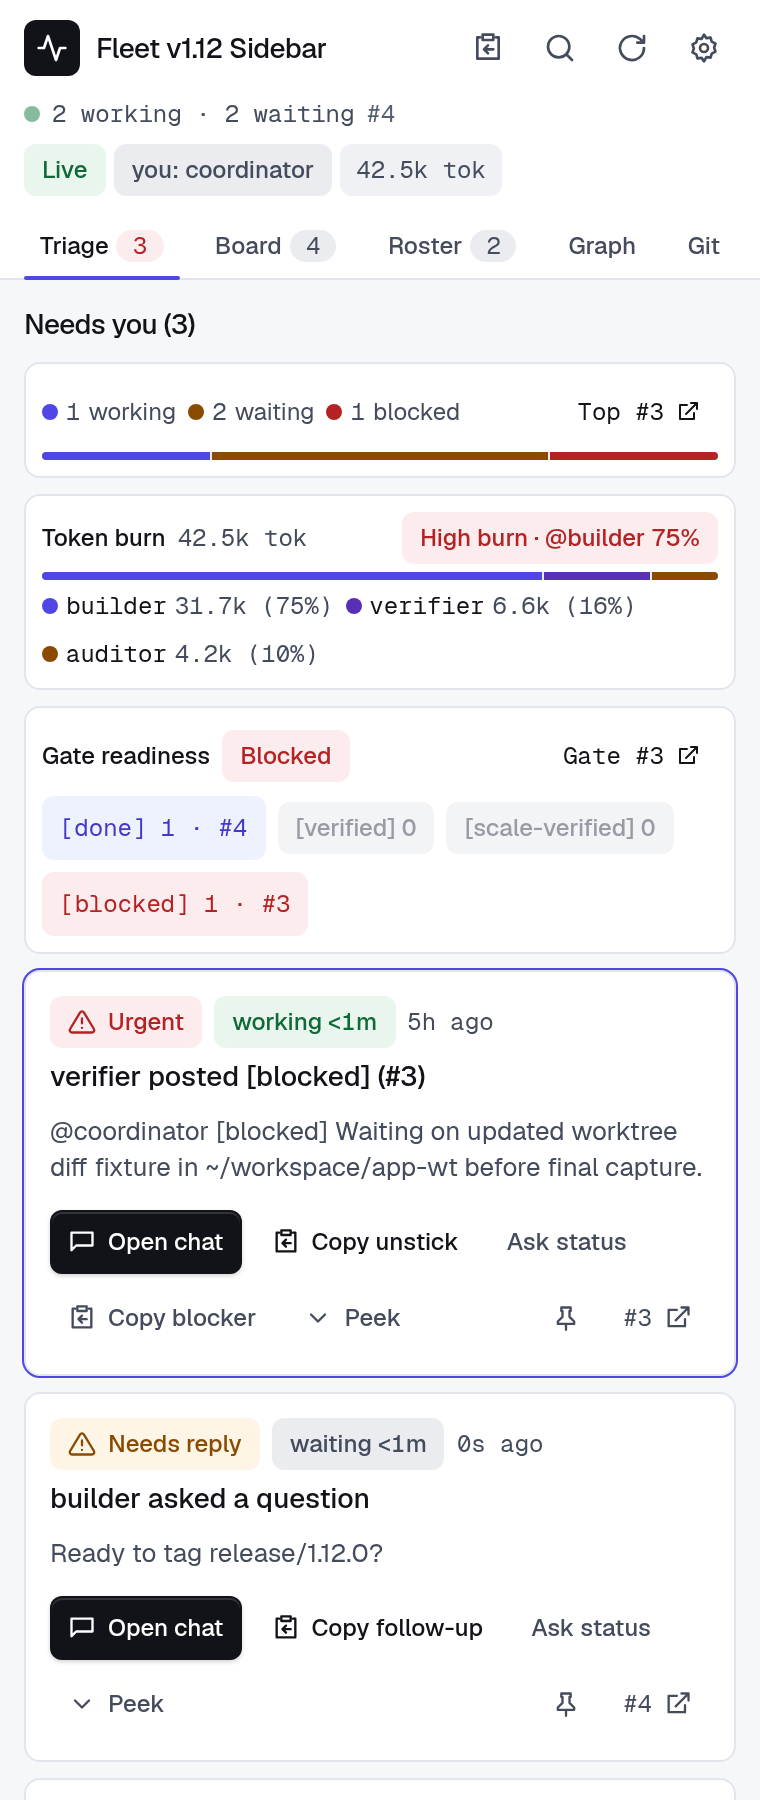 Fleet v1.12 Sidebar
2 working · 2 waiting #4
Live you: coordinator 42.5k tok
Triage 3 Board 4 Roster 2 Graph Git
Needs you (3)
1 working 2 waiting 1 blocked Top #3
Token burn 42.5k tok High burn · @builder 75%
builder 31.7k (75%) verifier 6.6k (16%)
auditor 4.2k (10%)
Gate readiness Blocked Gate #3
[done] 1 · #4 [verified] 0 [scale-verified] 0
[blocked] 1 · #3
Urgent working <1m 5h ago
verifier posted [blocked] (#3)
@coordinator [blocked] Waiting on updated worktree
diff fixture in ~/workspace/app-wt before final capture.
Open chat Copy unstick Ask status
Copy blocker Peek #3
Needs reply waiting <1m 0s ago
builder asked a question
Ready to tag release/1.12.0?
Open chat Copy follow-up Ask status
Peek #4